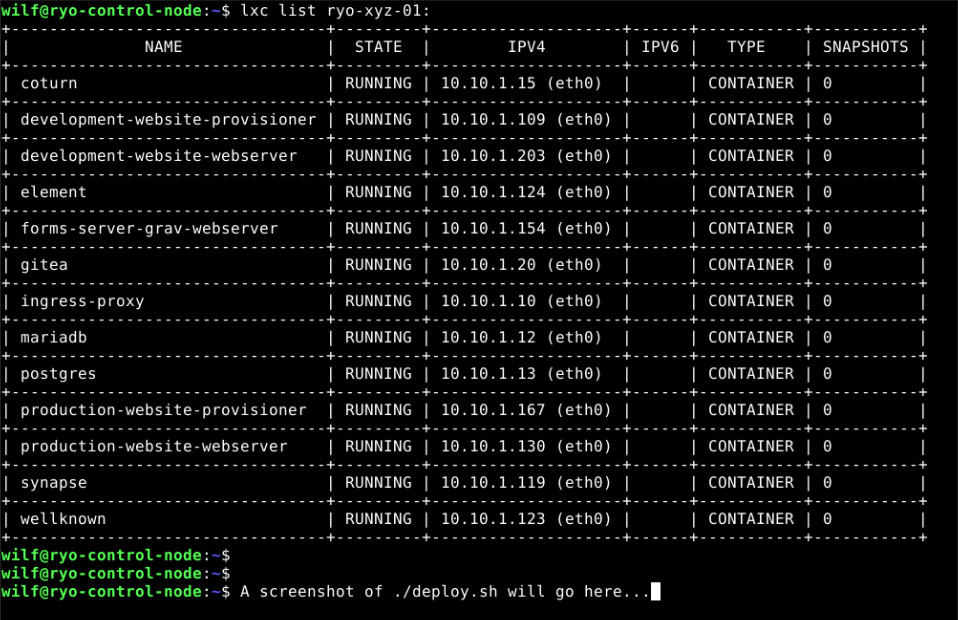 wilf@ryo-control-node:~$ lxc list ryo-xyz-01:
+----------------------------------+---------+--------------------+------+-----------+-----------+
|               NAME               |  STATE  |        IPV4        | IPV6 |   TYPE    | SNAPSHOTS |
+----------------------------------+---------+--------------------+------+-----------+-----------+
| coturn                           | RUNNING | 10.10.1.15 (eth0)  |      | CONTAINER | 0         |
+----------------------------------+---------+--------------------+------+-----------+-----------+
| development-website-provisioner  | RUNNING | 10.10.1.109 (eth0) |      | CONTAINER | 0         |
+----------------------------------+---------+--------------------+------+-----------+-----------+
| development-website-webserver    | RUNNING | 10.10.1.203 (eth0) |      | CONTAINER | 0         |
+----------------------------------+---------+--------------------+------+-----------+-----------+
| element                          | RUNNING | 10.10.1.124 (eth0) |      | CONTAINER | 0         |
+----------------------------------+---------+--------------------+------+-----------+-----------+
| forms-server-grav-webserver      | RUNNING | 10.10.1.154 (eth0) |      | CONTAINER | 0         |
+----------------------------------+---------+--------------------+------+-----------+-----------+
| gitea                            | RUNNING | 10.10.1.20 (eth0)  |      | CONTAINER | 0         |
+----------------------------------+---------+--------------------+------+-----------+-----------+
| ingress-proxy                    | RUNNING | 10.10.1.10 (eth0)  |      | CONTAINER | 0         |
+----------------------------------+---------+--------------------+------+-----------+-----------+
| mariadb                          | RUNNING | 10.10.1.12 (eth0)  |      | CONTAINER | 0         |
+----------------------------------+---------+--------------------+------+-----------+-----------+
| postgres                         | RUNNING | 10.10.1.13 (eth0)  |      | CONTAINER | 0         |
+----------------------------------+---------+--------------------+------+-----------+-----------+
| production-website-provisioner   | RUNNING | 10.10.1.167 (eth0) |      | CONTAINER | 0         |
+----------------------------------+---------+--------------------+------+-----------+-----------+
| production-website-webserver     | RUNNING | 10.10.1.130 (eth0) |      | CONTAINER | 0         |
+----------------------------------+---------+--------------------+------+-----------+-----------+
| synapse                          | RUNNING | 10.10.1.119 (eth0) |      | CONTAINER | 0         |
+----------------------------------+---------+--------------------+------+-----------+-----------+
| wellknown                        | RUNNING | 10.10.1.123 (eth0) |      | CONTAINER | 0         |
+----------------------------------+---------+--------------------+------+-----------+-----------+
wilf@ryo-control-node:~$
wilf@ryo-control-node:~$
wilf@ryo-control-node:~$ A screenshot of ./deploy.sh will go here...